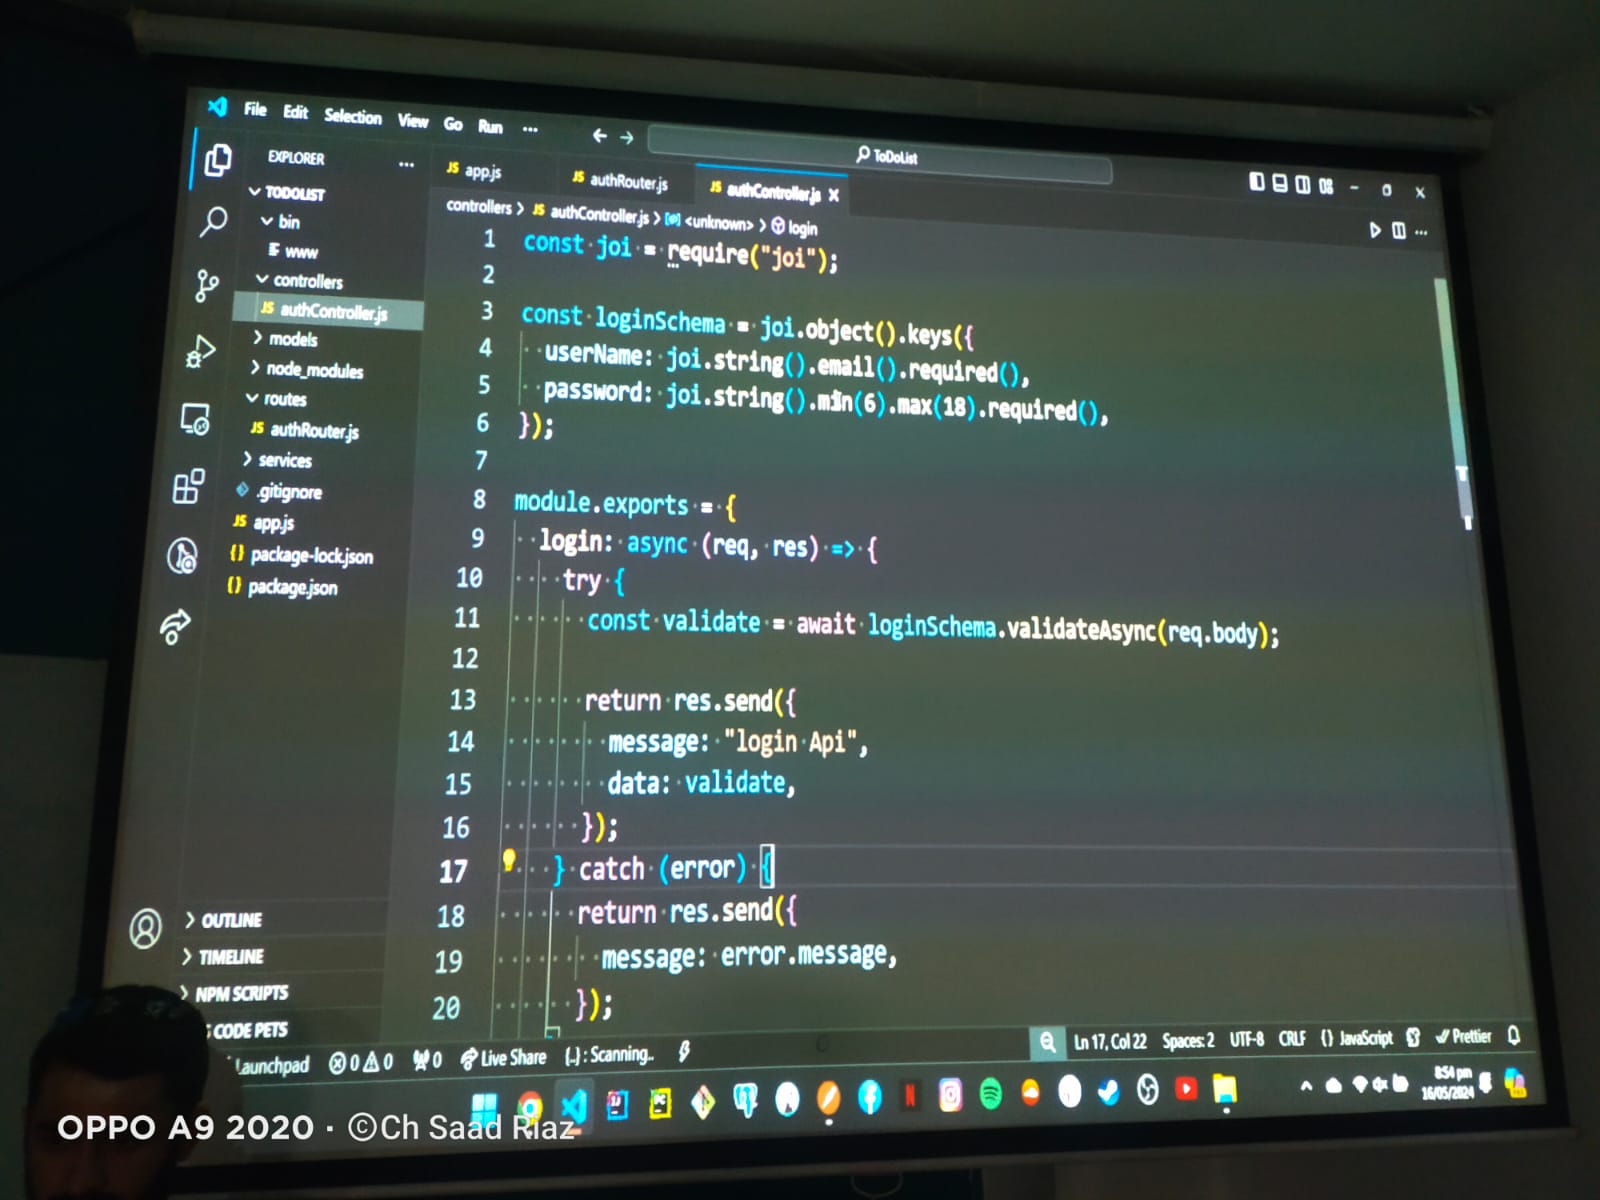 File Edit Selection View Go Run ...
ToDoList
EXPLORER ...
TODOLIST
bin
www
controllers
JS authController.js
models
node_modules
routes
JS authRouter.js
services
.gitignore
JS app.js
{} package-lock.json
{} package.json
OUTLINE
TIMELINE
NPM SCRIPTS
CODE PETS
JS app.js JS authRouter.js JS authController.js
controllers > JS authController.js > <unknown> > login
1 const joi = require("joi");
2
3 const loginSchema = joi.object().keys({
4 userName: joi.string().email().required(),
5 password: joi.string().min(6).max(18).required(),
6 });
7
8 module.exports = {
9 login: async (req, res) => {
10 try {
11 const validate = await loginSchema.validateAsync(req.body);
12
13 return res.send({
14 message: "login Api",
15 data: validate,
16 });
17 } catch (error) {
18 return res.send({
19 message: error.message,
20 });
Launchpad 0 0 0 Live Share {..}: Scanning.. Ln 17, Col 22 Spaces: 2 UTF-8 CRLF {} JavaScript Prettier
8:54 pm
16/05/2024
OPPO A9 2020 · ©Ch Saad Riaz